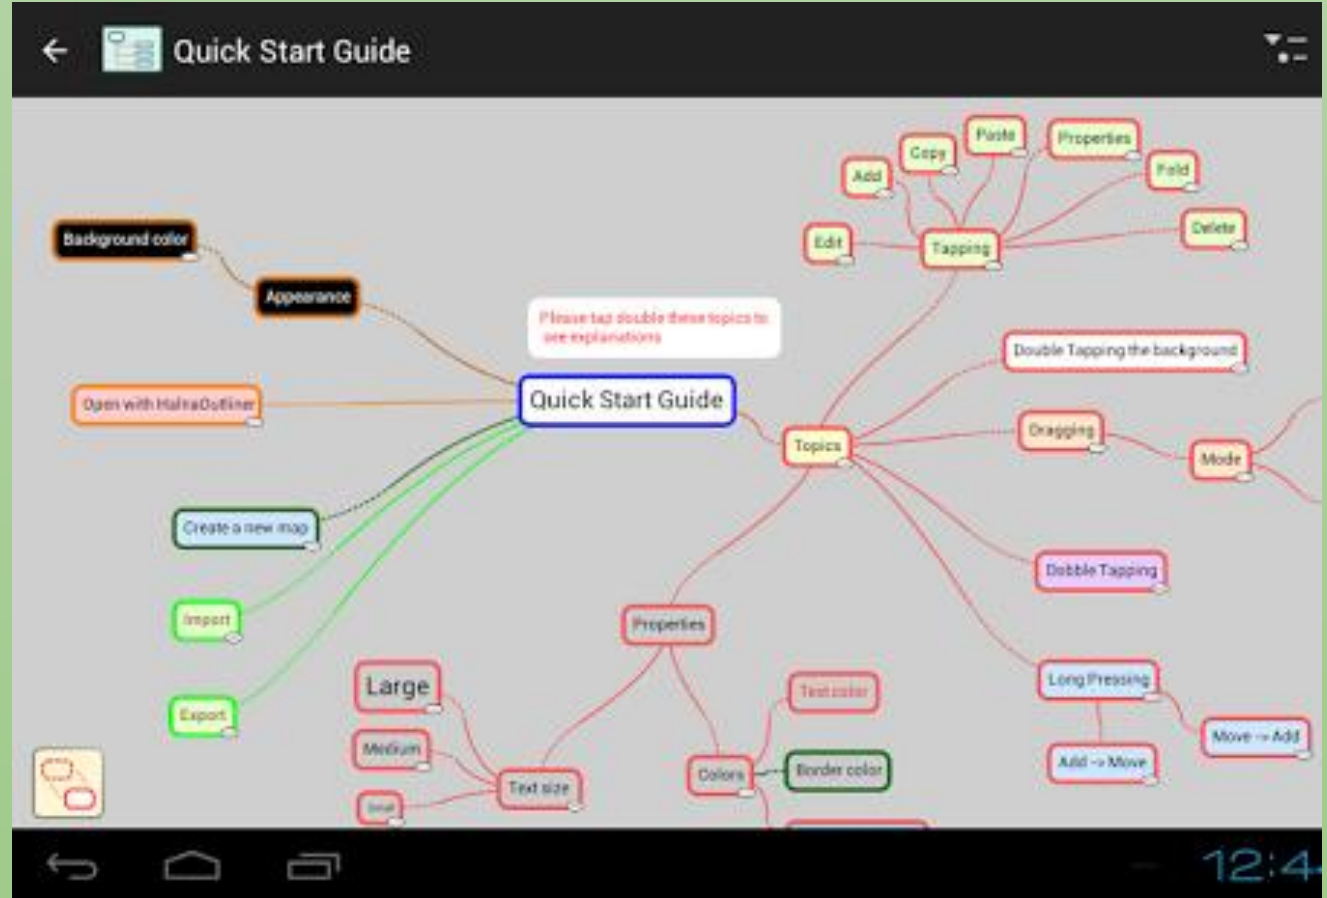 Quick Start Guide
Paste
Properties
Copy
Fold
Add
Delete
Background color
Edit
Tapping
Appearance
Please tap double these topics to
see explanations
Double Tapping the background
Quick Start Guide
Open with HalnaOutliner
Dragging
Topics
Mode
Create a new map
Dobble Tapping
Import
Properties
Large
Long Pressing
Text color
Export
Move -> Add
Medium
Add -> Move
Border color
Colors
Text size
Small
12:4